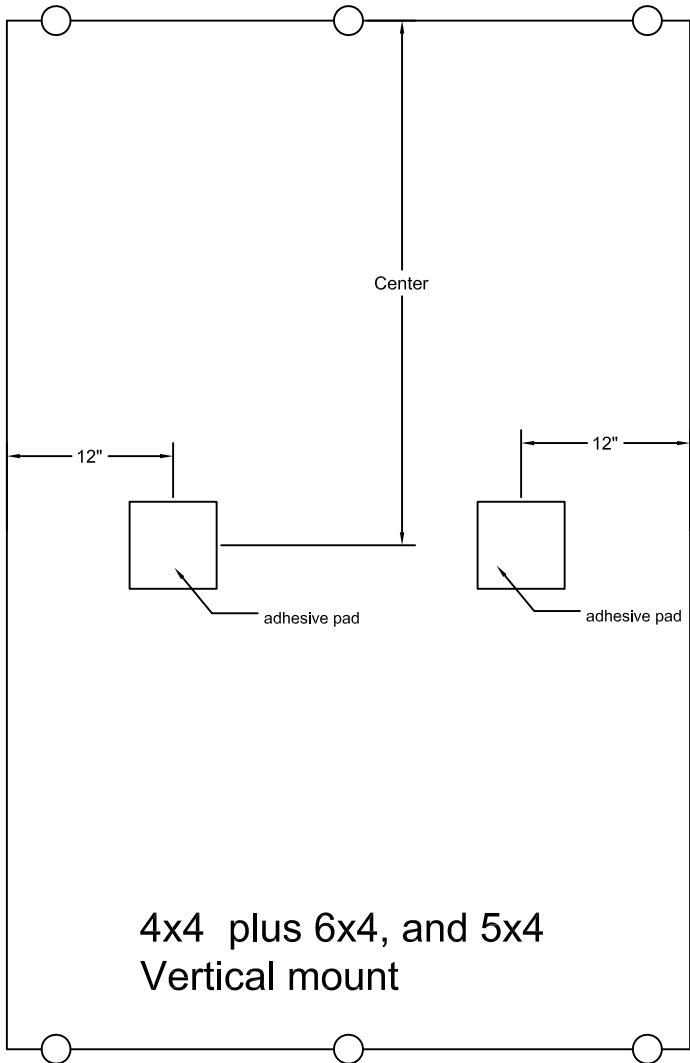 Center
12"
12"
adhesive pad
adhesive pad
4x4  plus 6x4, and 5x4
Vertical mount